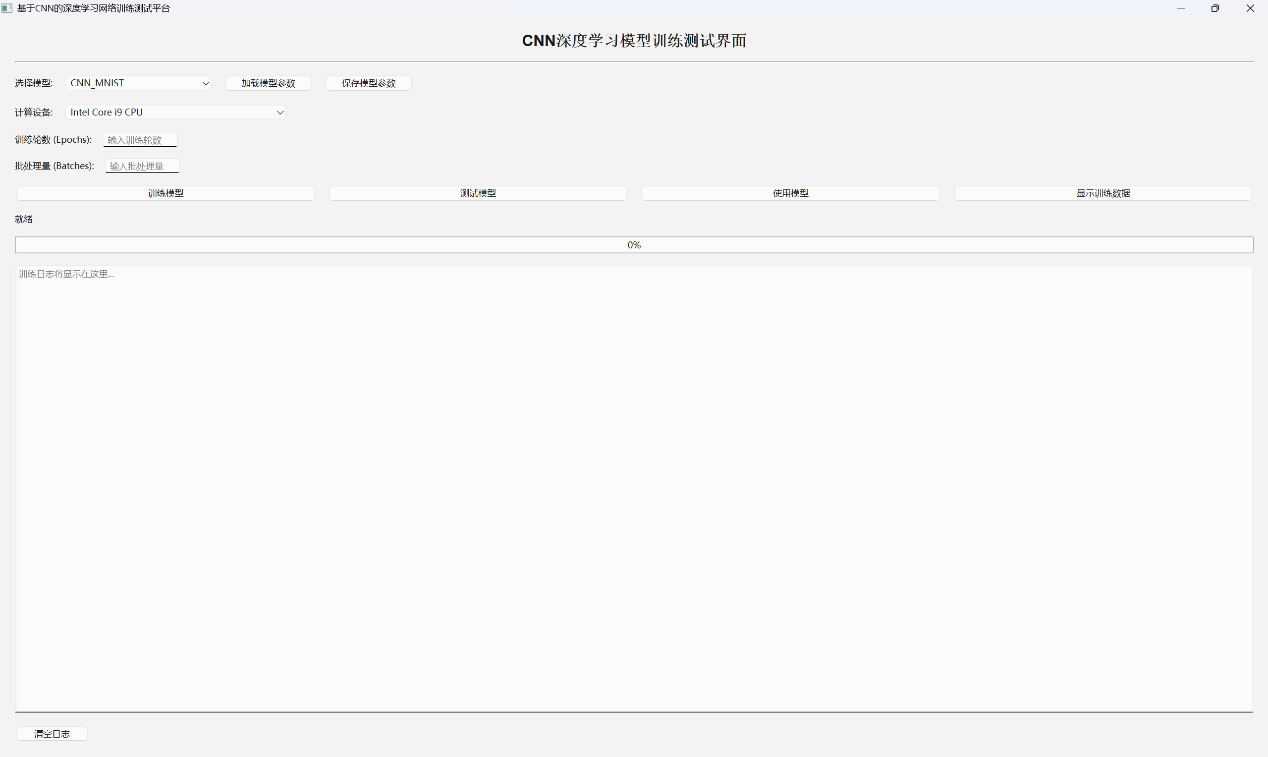 基于CNN的深度学习网络训练测试平台
CNN深度学习模型训练测试界面
选择模型: CNN_MNIST 加载模型参数 保存模型参数
计算设备: Intel Core i9 CPU
训练轮数 (Epochs): 输入训练轮数
批处理量 (Batches): 输入批处理量
训练模型 测试模型 使用模型 显示训练数据
就绪
0%
训练日志将显示在这里...
清空日志